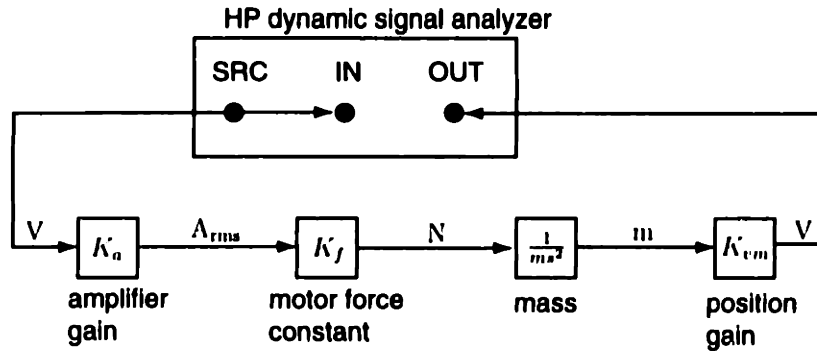 HP dynamic signal analyzer
SRC IN OUT
V K_a A_rms K_f N 1/ms² m K_vm V
amplifier gain
motor force constant
mass
position gain